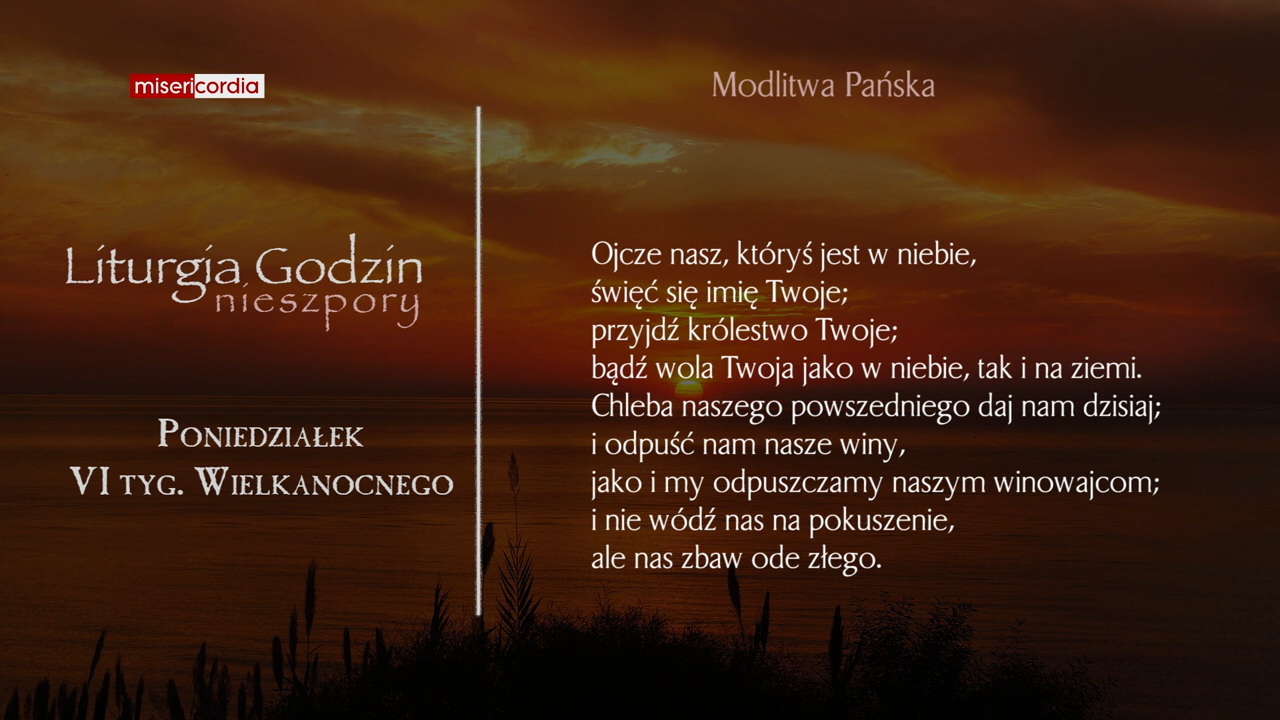 misericordia
Liturgia Godzin
nieszpory
Poniedziałek
VI tyg. Wielkanocnego
Modlitwa Pańska
Ojcze nasz, któryś jest w niebie,
święć się imię Twoje;
przyjdź królestwo Twoje;
bądź wola Twoja jako w niebie, tak i na ziemi.
Chleba naszego powszedniego daj nam dzisiaj;
i odpuść nam nasze winy,
jako i my odpuszczamy naszym winowajcom;
i nie wódź nas na pokuszenie,
ale nas zbaw ode złego.